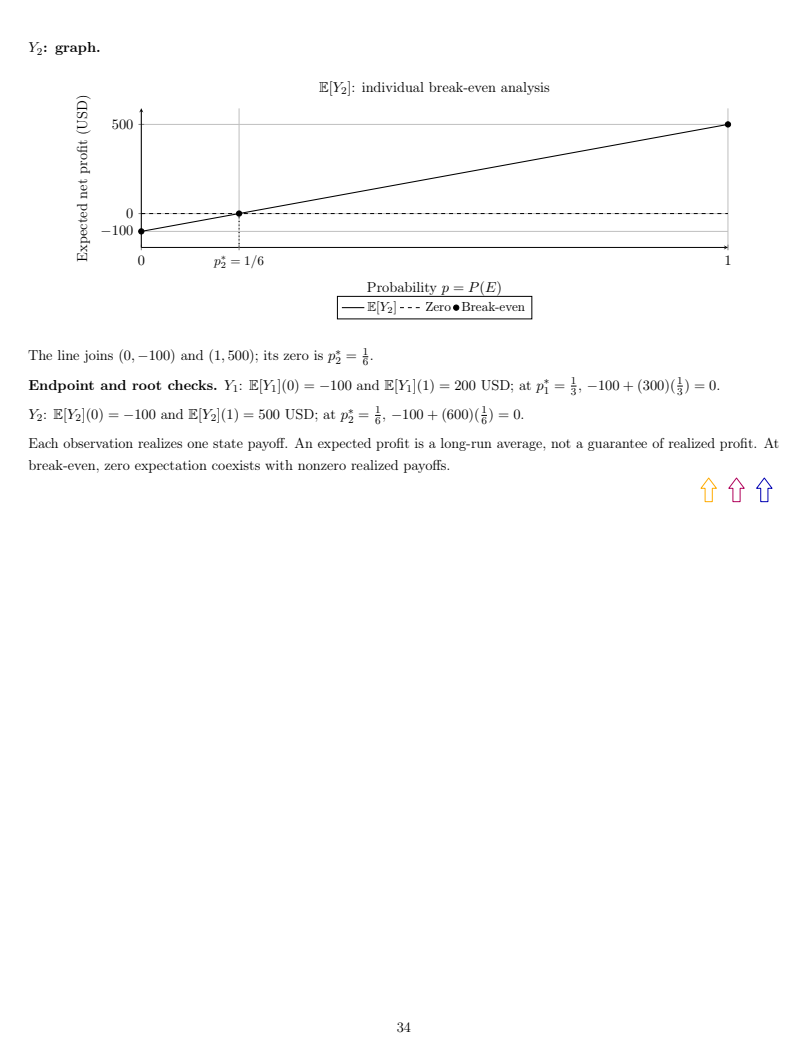 Y₂: graph.
𝔼[Y₂]: individual break-even analysis
Expected net profit (USD)
500
0
−100
0
p₂* = 1/6
1
Probability p = P(E)
𝔼[Y₂] Zero Break-even
The line joins (0, −100) and (1, 500); its zero is p₂* = 1/6.
Endpoint and root checks. Y₁: 𝔼[Y₁](0) = −100 and 𝔼[Y₁](1) = 200 USD; at p₁* = 1/3, −100 + (300)(1/3) = 0.
Y₂: 𝔼[Y₂](0) = −100 and 𝔼[Y₂](1) = 500 USD; at p₂* = 1/6, −100 + (600)(1/6) = 0.
Each observation realizes one state payoff. An expected profit is a long-run average, not a guarantee of realized profit. At
break-even, zero expectation coexists with nonzero realized payoffs.
34